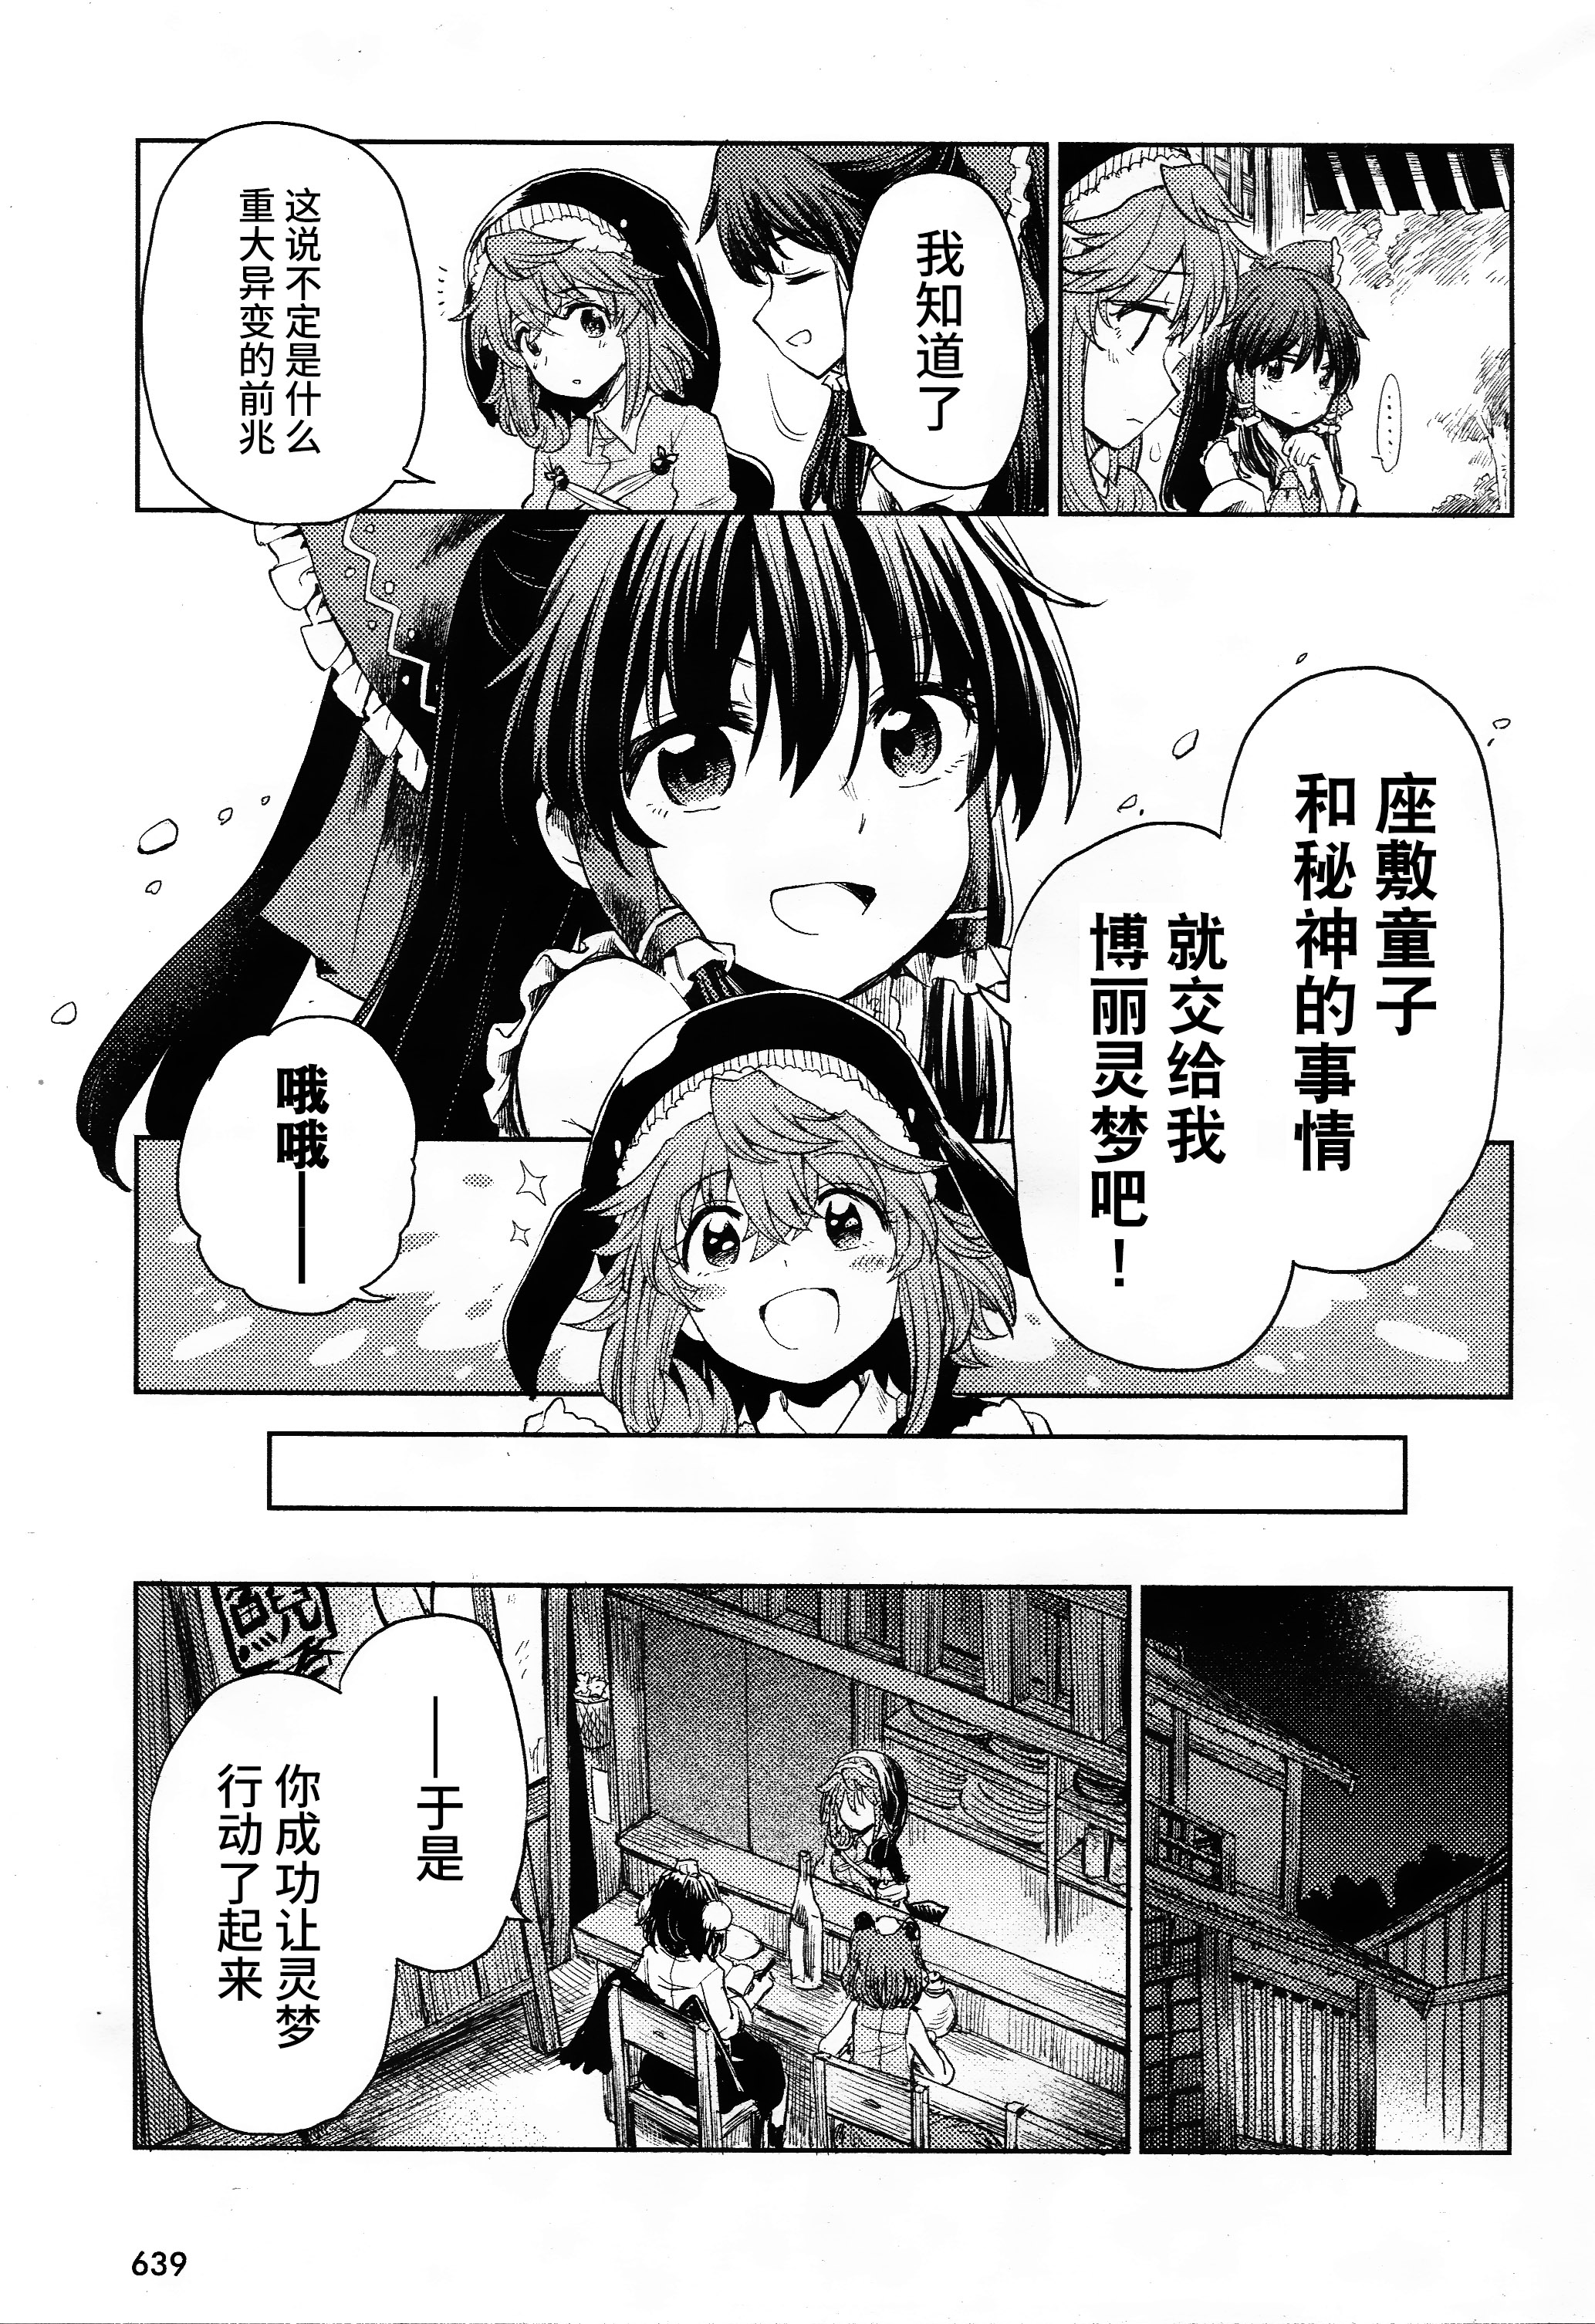 ……
我知道了
这说不定是什么
重大异变的前兆
座敷童子
和秘神的事情
就交给我
博丽灵梦吧！
哦哦——
——于是
你成功让灵梦
行动了起来
639